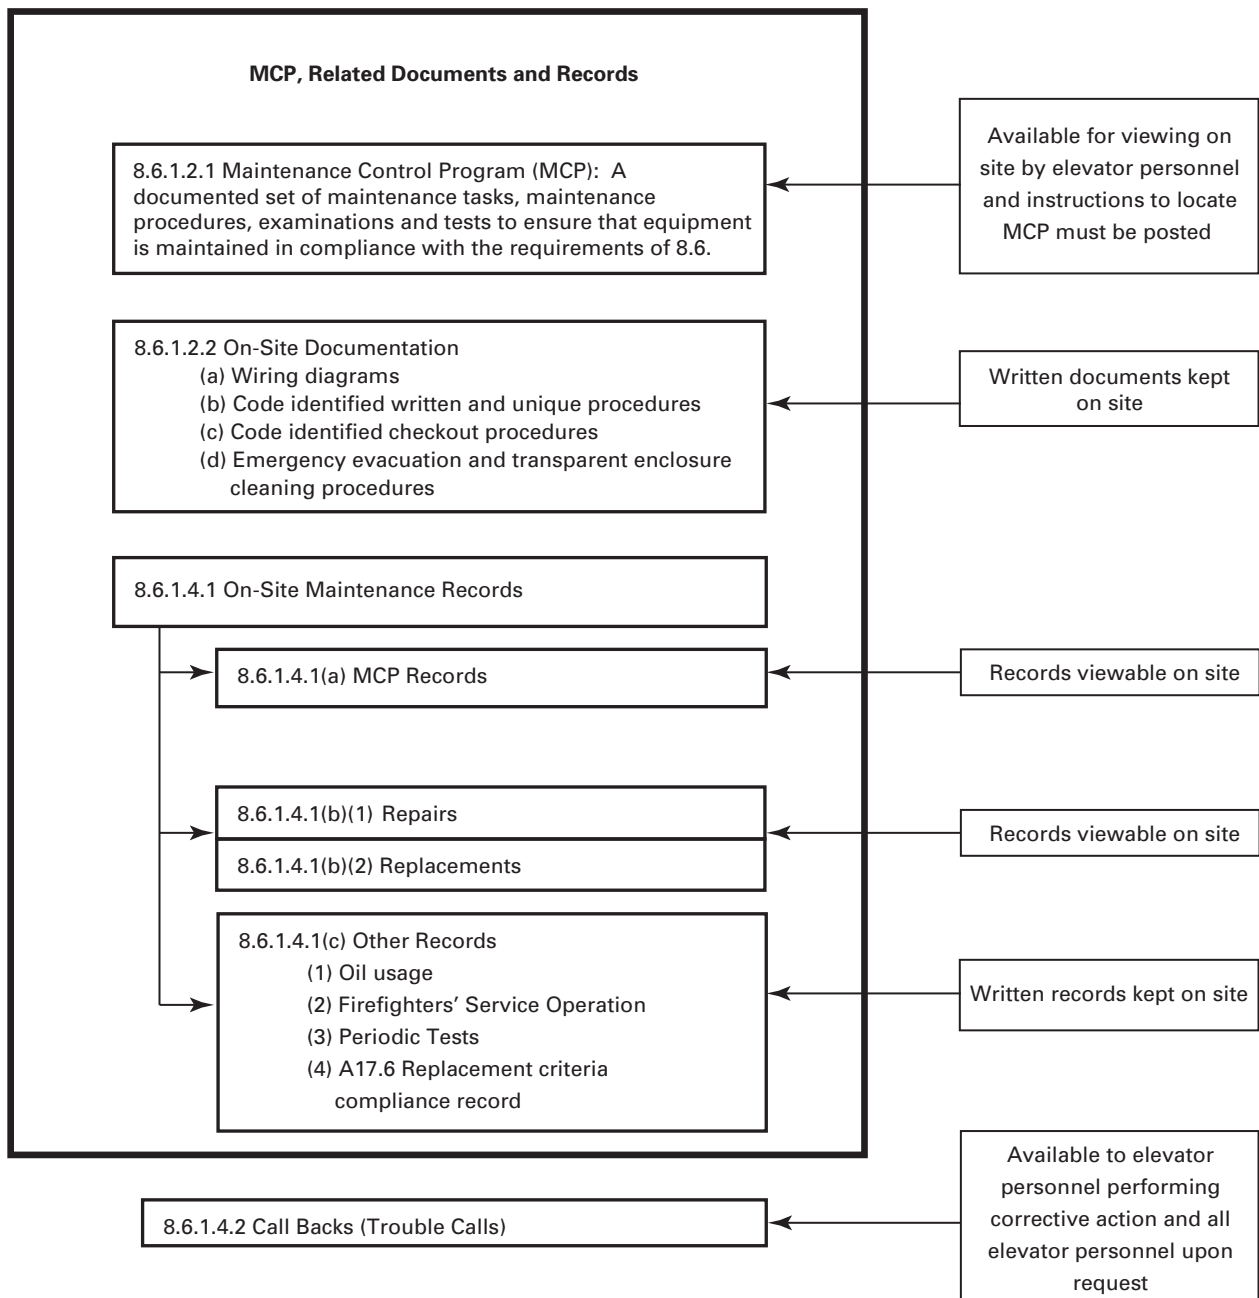 MCP, Related Documents and Records
8.6.1.2.1 Maintenance Control Program (MCP): A
documented set of maintenance tasks, maintenance
procedures, examinations and tests to ensure that equipment
is maintained in compliance with the requirements of 8.6.
Available for viewing on
site by elevator personnel
and instructions to locate
MCP must be posted
8.6.1.2.2 On-Site Documentation
(a) Wiring diagrams
(b) Code identified written and unique procedures
(c) Code identified checkout procedures
(d) Emergency evacuation and transparent enclosure
cleaning procedures
Written documents kept
on site
8.6.1.4.1 On-Site Maintenance Records
8.6.1.4.1(a) MCP Records
Records viewable on site
8.6.1.4.1(b)(1) Repairs
8.6.1.4.1(b)(2) Replacements
Records viewable on site
8.6.1.4.1(c) Other Records
(1) Oil usage
(2) Firefighters’ Service Operation
(3) Periodic Tests
(4) A17.6 Replacement criteria
compliance record
Written records kept on site
8.6.1.4.2 Call Backs (Trouble Calls)
Available to elevator
personnel performing
corrective action and all
elevator personnel upon
request